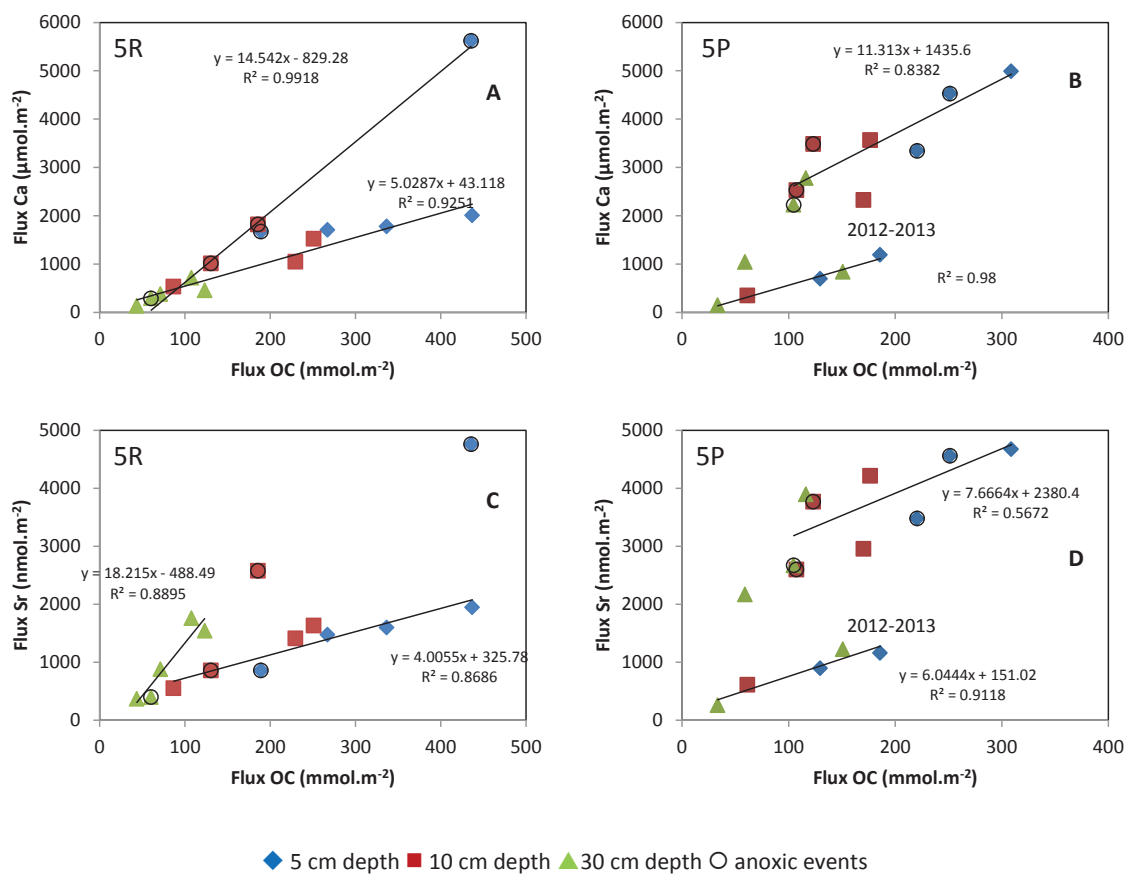 5R
y = 14.542x - 829.28
R² = 0.9918
A
y = 5.0287x + 43.118
R² = 0.9251
Flux Ca (µmol.m⁻²)
6000
5000
4000
3000
2000
1000
0
0 100 200 300 400 500
Flux OC (mmol.m⁻²)
5P
y = 11.313x + 1435.6
R² = 0.8382
B
2012-2013
R² = 0.98
Flux Ca (µmol.m⁻²)
6000
5000
4000
3000
2000
1000
0
0 100 200 300 400
Flux OC (mmol.m⁻²)
5R
C
y = 18.215x - 488.49
R² = 0.8895
y = 4.0055x + 325.78
R² = 0.8686
Flux Sr (nmol.m-²)
5000
4000
3000
2000
1000
0
0 100 200 300 400 500
Flux OC (mmol.m⁻²)
5P
y = 7.6664x + 2380.4
R² = 0.5672
D
2012-2013
y = 6.0444x + 151.02
R² = 0.9118
Flux Sr (nmol.m-²)
5000
4000
3000
2000
1000
0
0 100 200 300 400
Flux OC (mmol.m⁻²)
5 cm depth 10 cm depth 30 cm depth anoxic events